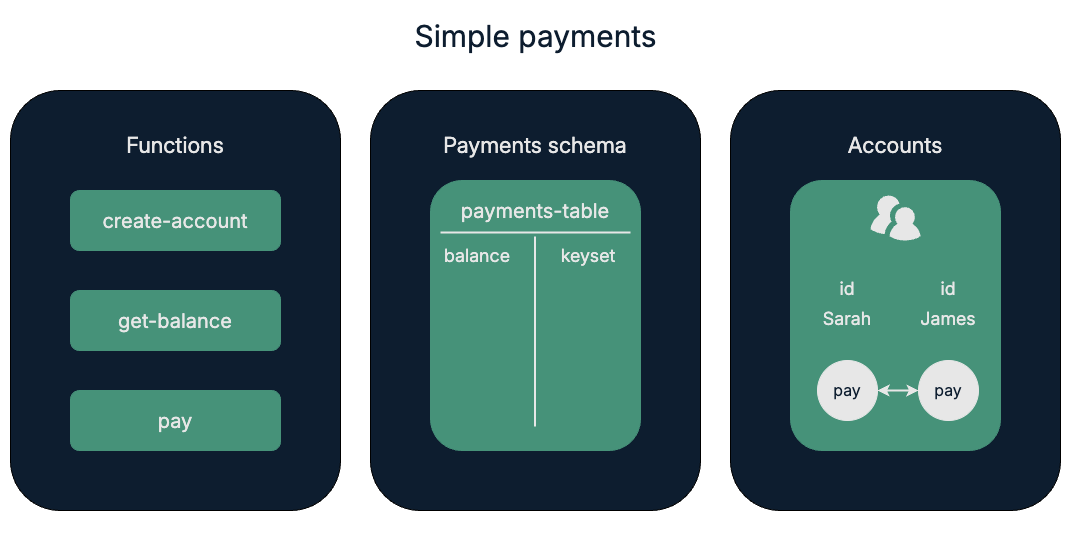 Simple payments
Functions
create-account
get-balance
pay
Payments schema
payments-table
balance keyset
Accounts
id id
Sarah James
pay pay